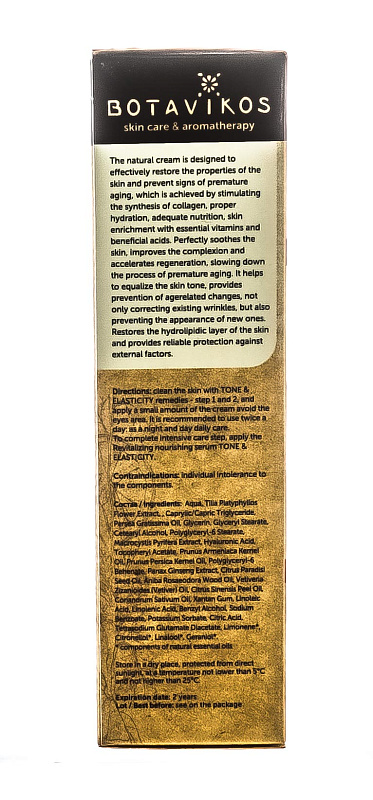 BOTAVIKOS
skin care & aromatherapy
The natural cream is designed to
effectively restore the properties of the
skin and prevent signs of premature
aging, which is achieved by stimulating
the synthesis of collagen, proper
hydration, adequate nutrition, skin
enrichment with essential vitamins and
beneficial acids. Perfectly soothes the
skin, improves the complexion and
accelerates regeneration, slowing down
the process of premature aging. It helps
to equalize the skin tone, provides
prevention of agerelated changes, not
only correcting existing wrinkles, but also
preventing the appearance of new ones.
Restores the hydrolipidic layer of the skin
and provides reliable protection against
external factors.
Directions: clean the skin with TONE &
ELASTICITY remedies - step 1 and 2, and
apply a small amount of the cream avoid the
eyes area. It is recommended to use twice a
day: as a night and day daily care.
To complete intensive care step, apply the
Revitalizing nourishing serum TONE &
ELASTICITY.
Contraindications: individual intolerance to
the components.
Состав / Ingredients: Aqua, Tilia Platyphyllos
Flower Extract, , Caprylic/Capric Triglyceride,
Persea Gratissima Oil, Glycerin, Glyceryl Stearate,
Cetearyl Alcohol, Polyglyceryl-6 Stearate,
Macrocystis Pyrifera Extract, Hyaluronic Acid,
Tocopheryl Acetate, Prunus Armeniaca Kernel
Oil, Prunus Persica Kernel Oil, Polyglyceryl-6
Behenate, Panax Ginseng Extract, Citrus Paradisi
Seed Oil, Aniba Rosaeodora Wood Oil, Vetiveria
Zizanioides (Vetiver) Oil, Citrus Sinensis Peel Oil,
Coriandrum Sativum Oil, Xantan Gum, Linoleic
Acid, Linolenic Acid, Benzyl Alcohol, Sodium
Benzoate, Potassium Sorbate, Citric Acid,
Tetrasodium Glutamate Diacetate, Limonene*,
Citronellol*, Linalool*, Geraniol*.
* components of natural essential oils
Store in a dry place, protected from direct
sunlight, at a temperature not lower than 5°C
and not higher than 25°C.
Expiration date: 2 years
Lot / Best before: see on the package